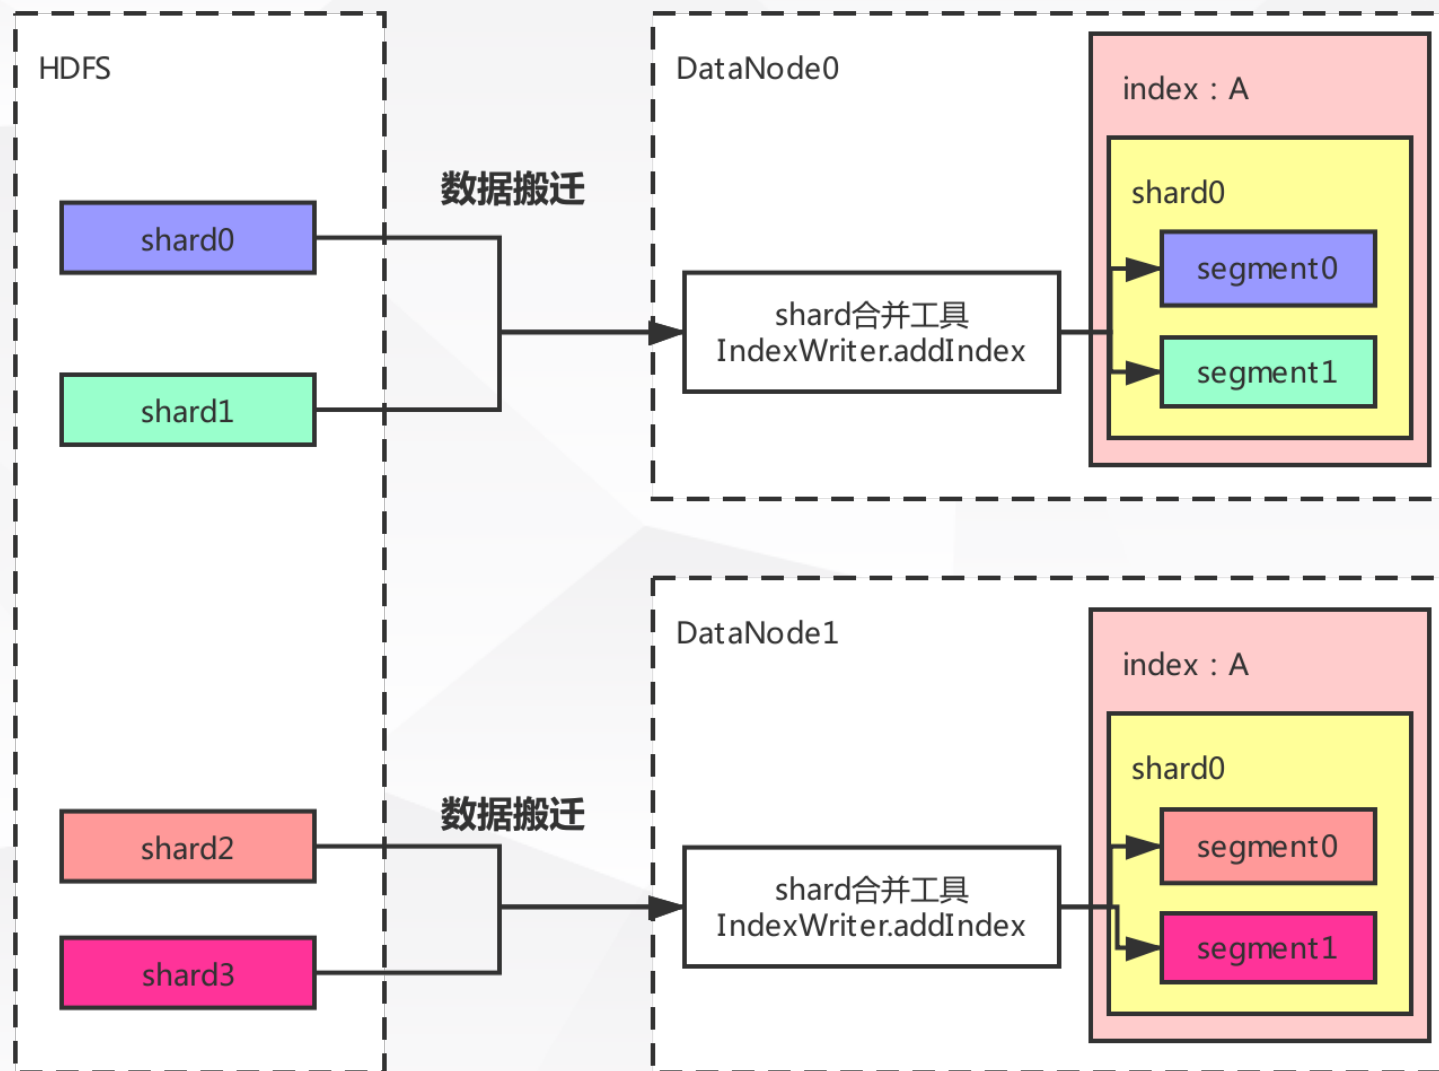 HDFS
shard0
shard1
shard2
shard3
数据搬迁
数据搬迁
DataNode0
shard合并工具
IndexWriter.addIndex
index：A
shard0
segment0
segment1
DataNode1
shard合并工具
IndexWriter.addIndex
index：A
shard0
segment0
segment1